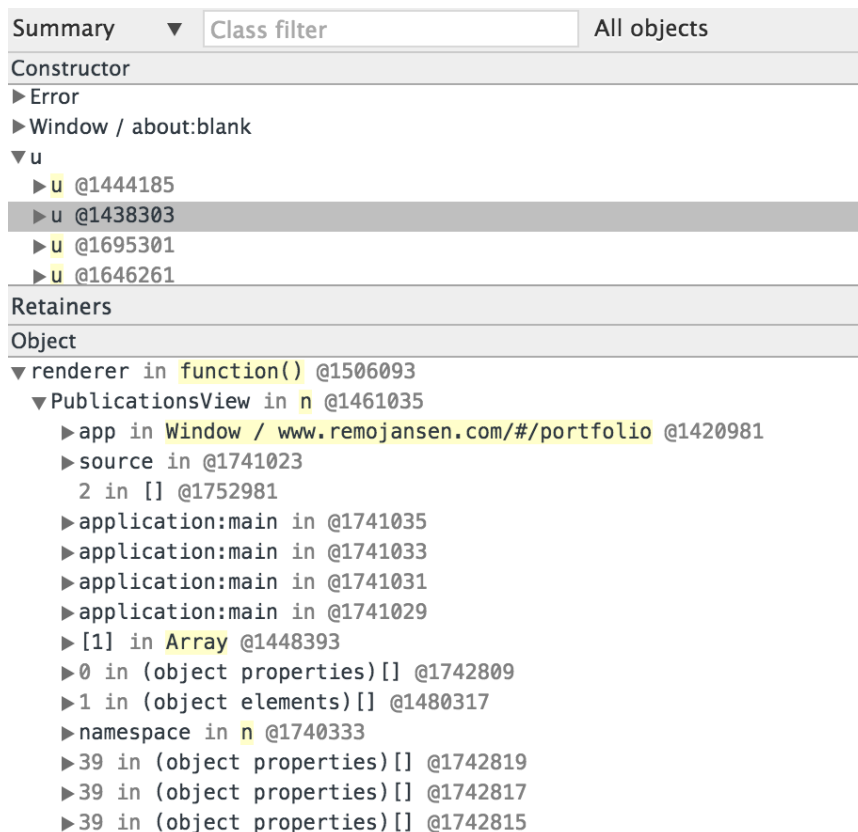 Summary ▼ Class filter All objects
Constructor
▶Error
▶Window / about:blank
▼u
▶u @1444185
▶u @1438303
▶u @1695301
▶u @1646261
Retainers
Object
▼renderer in function() @1506093
▼PublicationsView in n @1461035
▶app in Window / www.remojansen.com/#/portfolio @1420981
▶source in @1741023
2 in [] @1752981
▶application:main in @1741035
▶application:main in @1741033
▶application:main in @1741031
▶application:main in @1741029
▶[1] in Array @1448393
▶0 in (object properties)[] @1742809
▶1 in (object elements)[] @1480317
▶namespace in n @1740333
▶39 in (object properties)[] @1742819
▶39 in (object properties)[] @1742817
▶39 in (object properties)[] @1742815